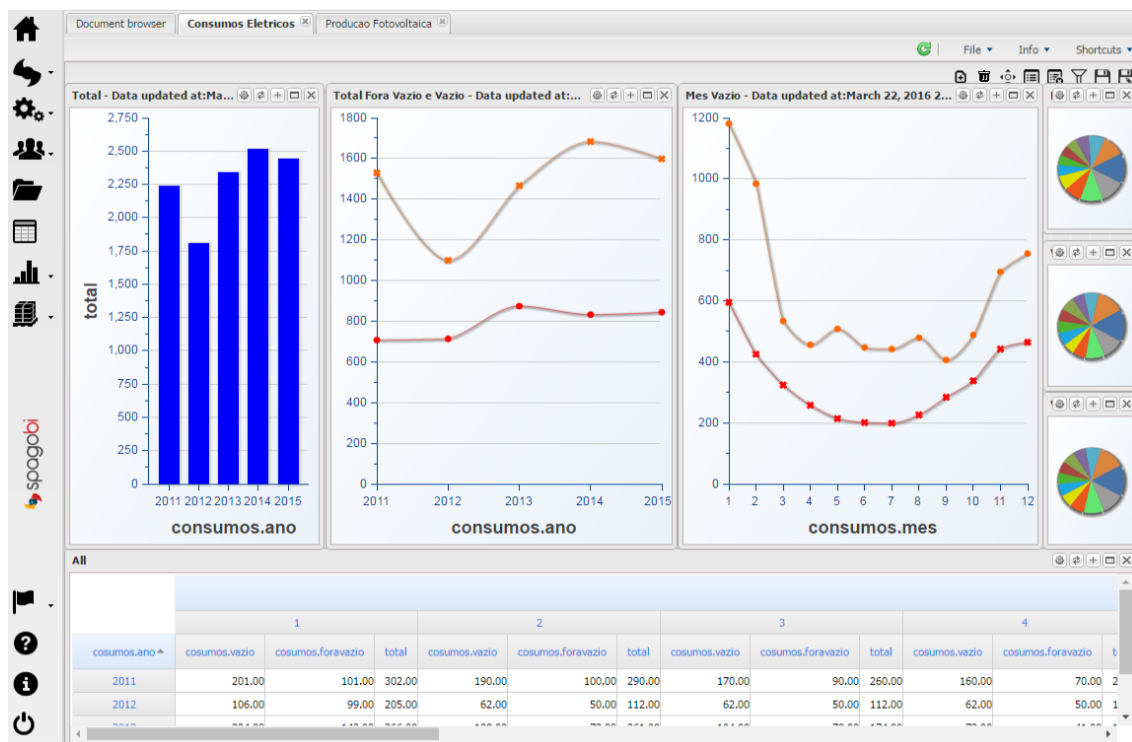 Document browser
Consumos Eletricos
Producao Fotovoltaica
File
Info
Shortcuts
Total - Data updated at:Ma...
Total Fora Vazio e Vazio - Data updated at:...
Mes Vazio - Data updated at:March 22, 2016 2...
2,750
2,500
2,250
2,000
1,750
1,500
1,250
1,000
750
500
250
0
total
2011 2012 2013 2014 2015
consumos.ano
1800
1600
1400
1200
1000
800
600
400
200
0
2011 2012 2013 2014 2015
consumos.ano
1200
1000
800
600
400
200
0
1 2 3 4 5 6 7 8 9 10 11 12
consumos.mes
spagobi
All
1 2 3 4
cosumos.ano cosumos.vazio cosumos.foravazio total cosumos.vazio cosumos.foravazio total cosumos.vazio cosumos.foravazio total cosumos.vazio cosumos.foravazio
2011 201.00 101.00 302.00 190.00 100.00 290.00 170.00 90.00 260.00 160.00 70.00 2
2012 106.00 99.00 205.00 62.00 50.00 112.00 62.00 50.00 112.00 62.00 50.00 1